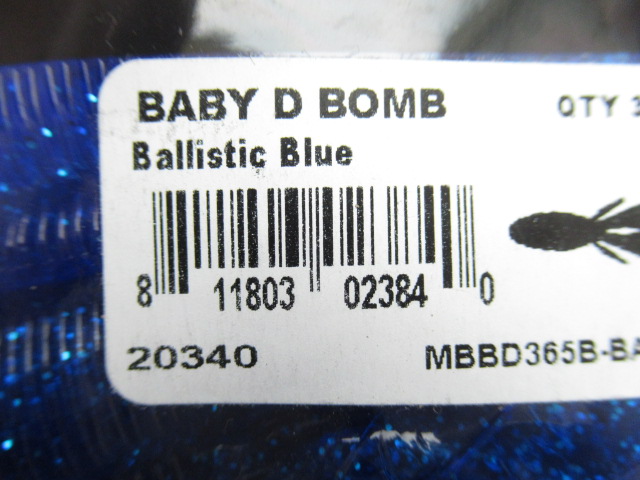 BABY D BOMB QTY
Ballistic Blue
8 11803 02384 0
20340 MBBD365B-BA